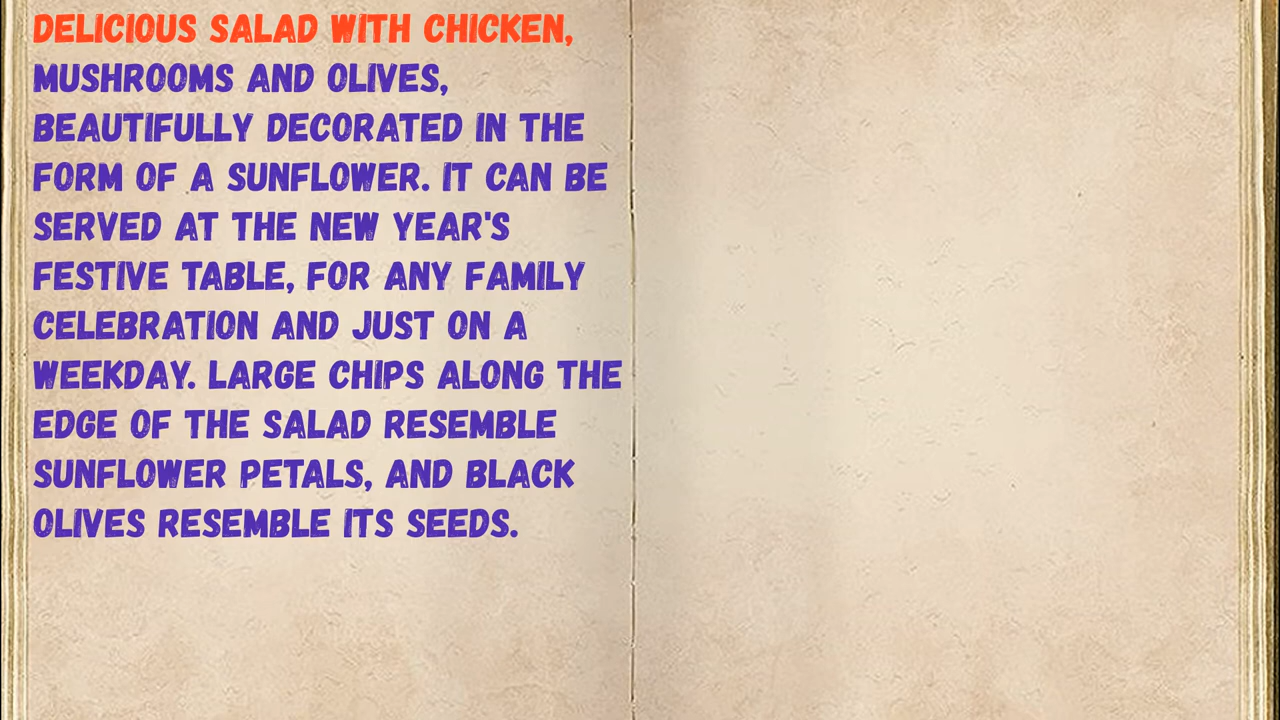 DELICIOUS SALAD WITH CHICKEN,
MUSHROOMS AND OLIVES,
BEAUTIFULLY DECORATED IN THE
FORM OF A SUNFLOWER. IT CAN BE
SERVED AT THE NEW YEAR'S
FESTIVE TABLE, FOR ANY FAMILY
CELEBRATION AND JUST ON A
WEEKDAY. LARGE CHIPS ALONG THE
EDGE OF THE SALAD RESEMBLE
SUNFLOWER PETALS, AND BLACK
OLIVES RESEMBLE ITS SEEDS.